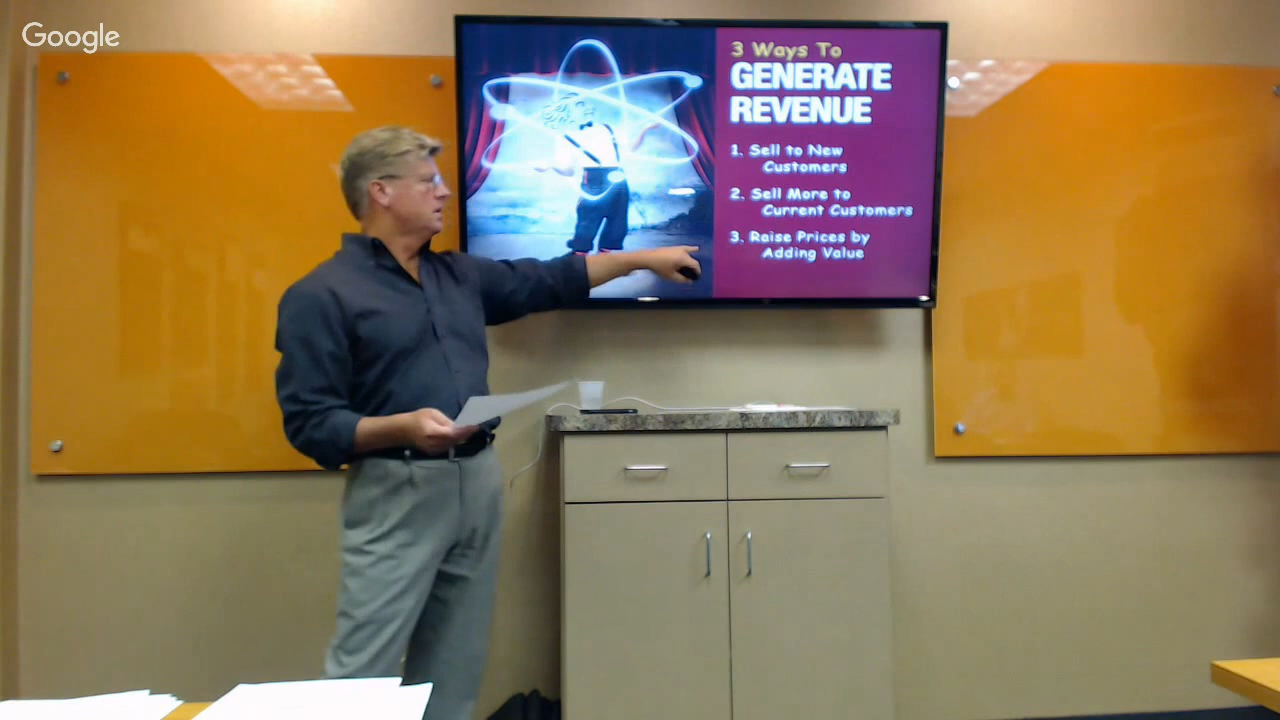 Google
3 Ways To
GENERATE
REVENUE
1. Sell to New
Customers
2. Sell More to
Current Customers
3. Raise Prices by
Adding Value